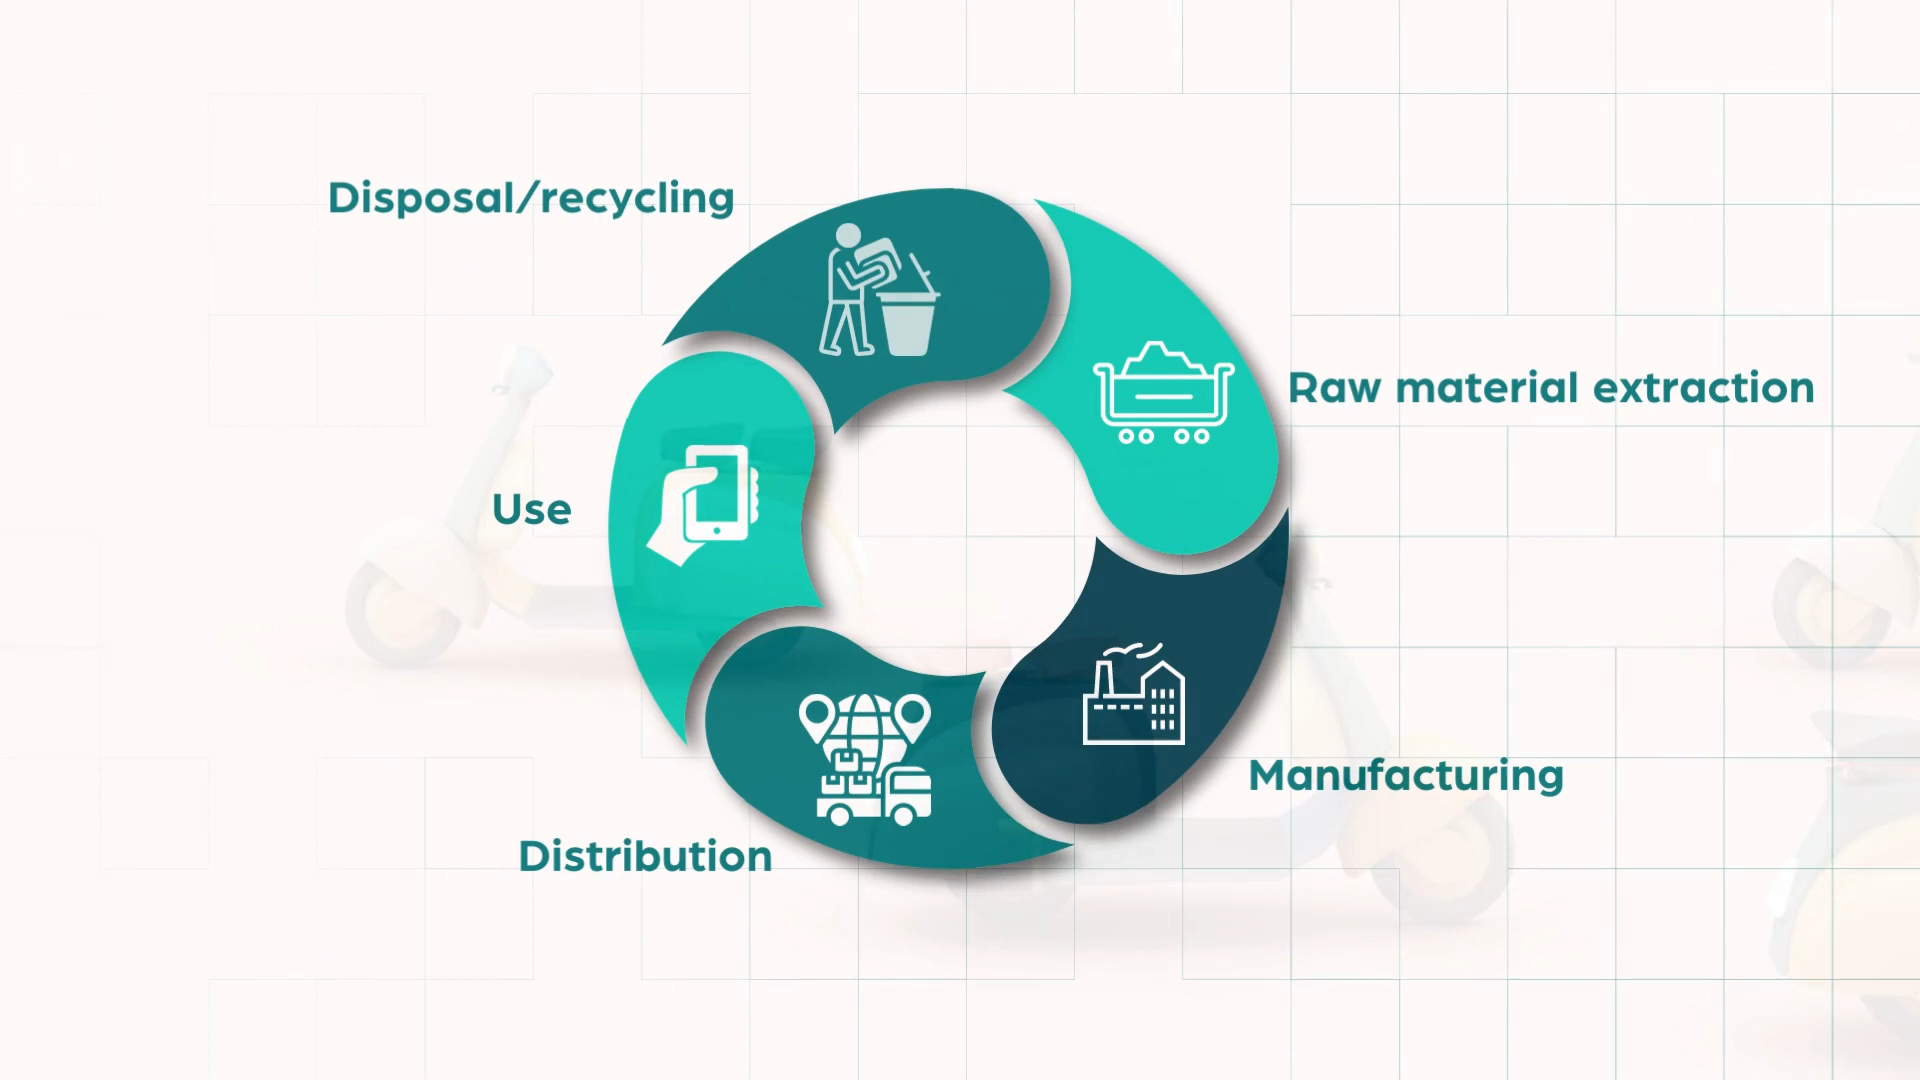 Disposal/recycling
Raw material extraction
Use
Manufacturing
Distribution